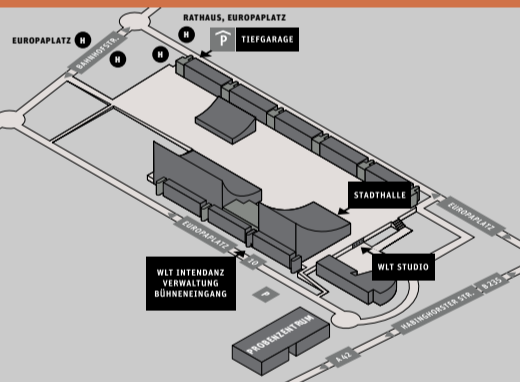 RATHAUS, EUROPAPLATZ
EUROPAPLATZ H
H
P TIEFGARAGE
BAHNHOFSTR.
H
H
STADTHALLE
EUROPAPLATZ
EUROPAPLATZ
10
WLT STUDIO
WLT INTENDANZ
VERWALTUNG
BÜHNENEINGANG
P
HABINGHORSTER STR.
B 235
PROBENZENTRUM
A 42